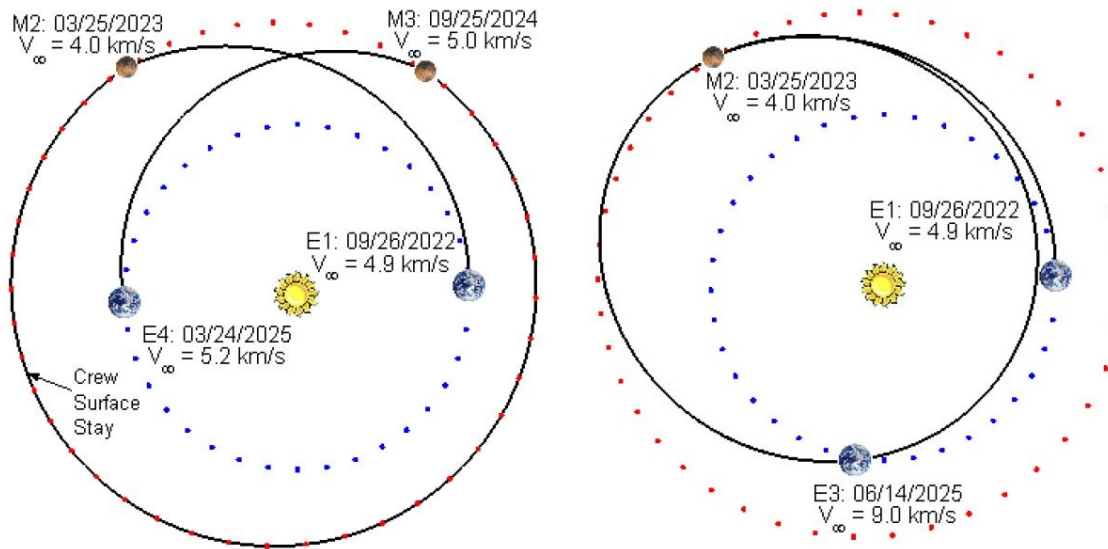 M2: 03/25/2023
V∞ = 4.0 km/s
M3: 09/25/2024
V∞ = 5.0 km/s
E1: 09/26/2022
V∞ = 4.9 km/s
E4: 03/24/2025
V∞ = 5.2 km/s
Crew
Surface
Stay
M2: 03/25/2023
V∞ = 4.0 km/s
E1: 09/26/2022
V∞ = 4.9 km/s
E3: 06/14/2025
V∞ = 9.0 km/s